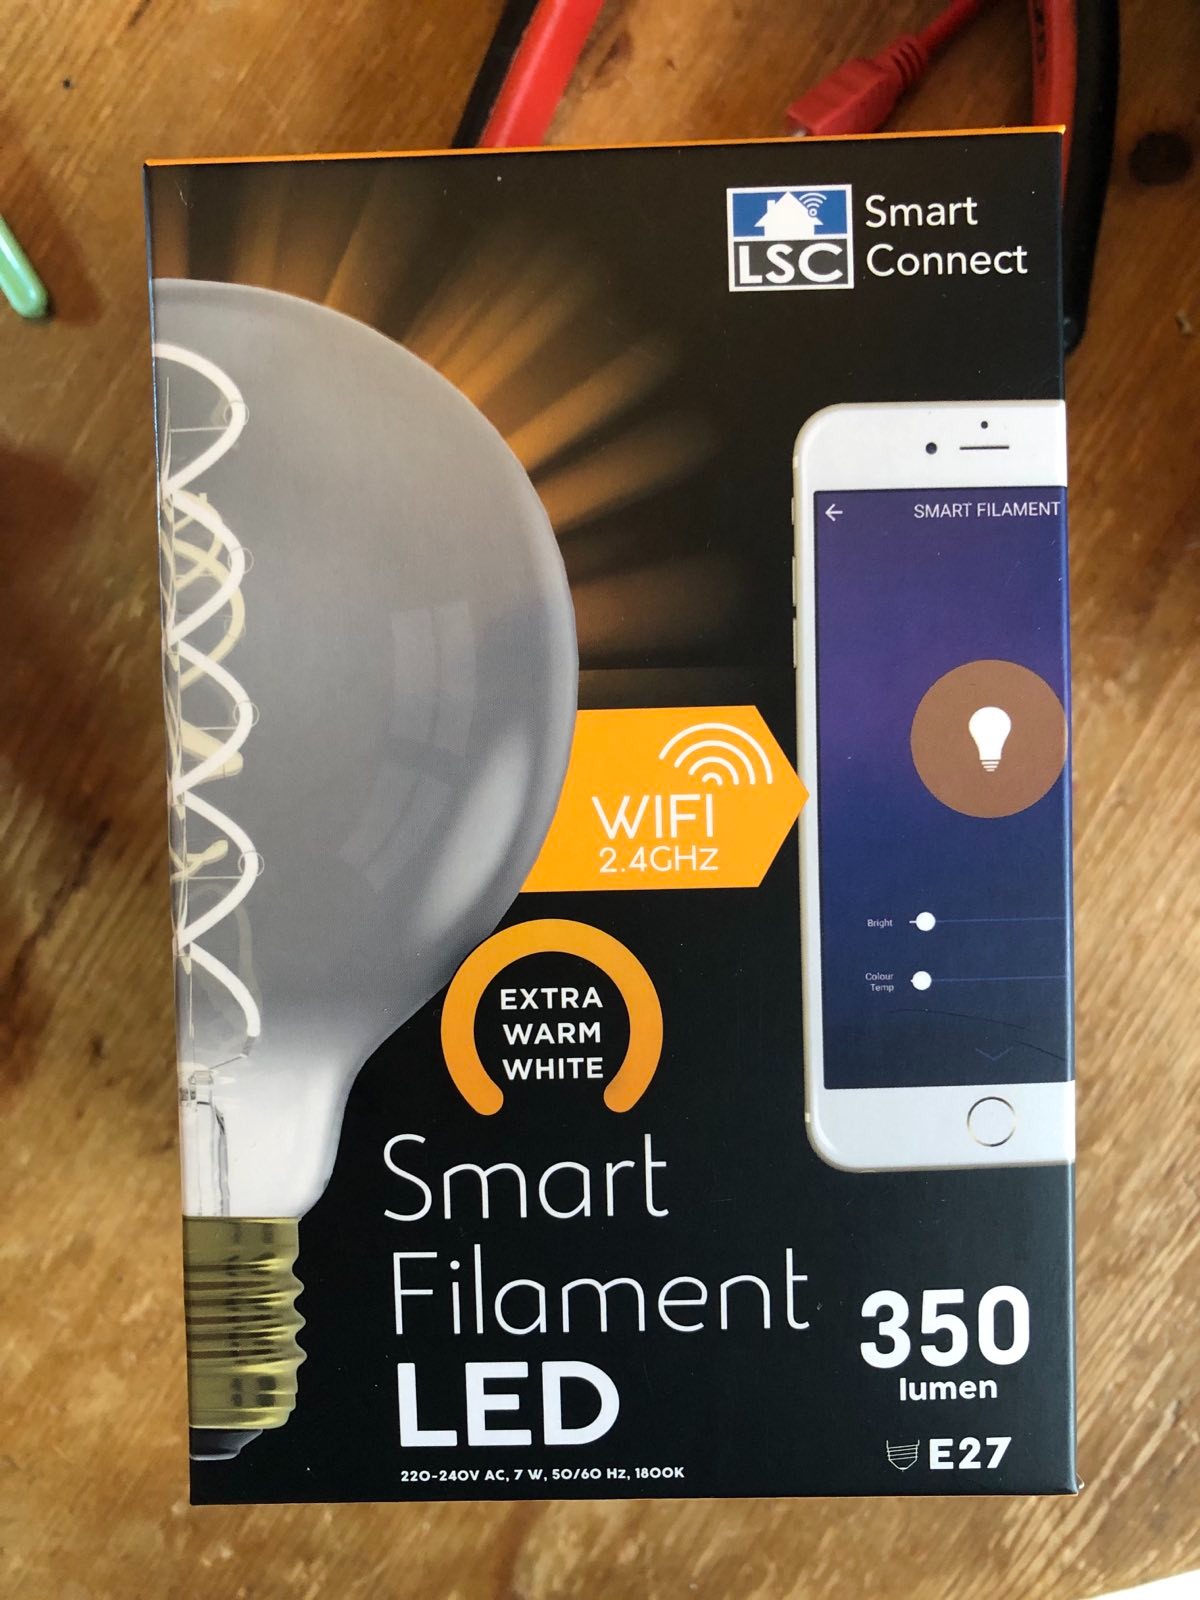 LSC
Smart
Connect
SMART FILAMENT
WIFI
2.4GHZ
Bright
Colour
Temp
EXTRA
WARM
WHITE
Smart
Filament
LED
350
lumen
E27
220-240V AC, 7 W, 50/60 Hz, 1800K